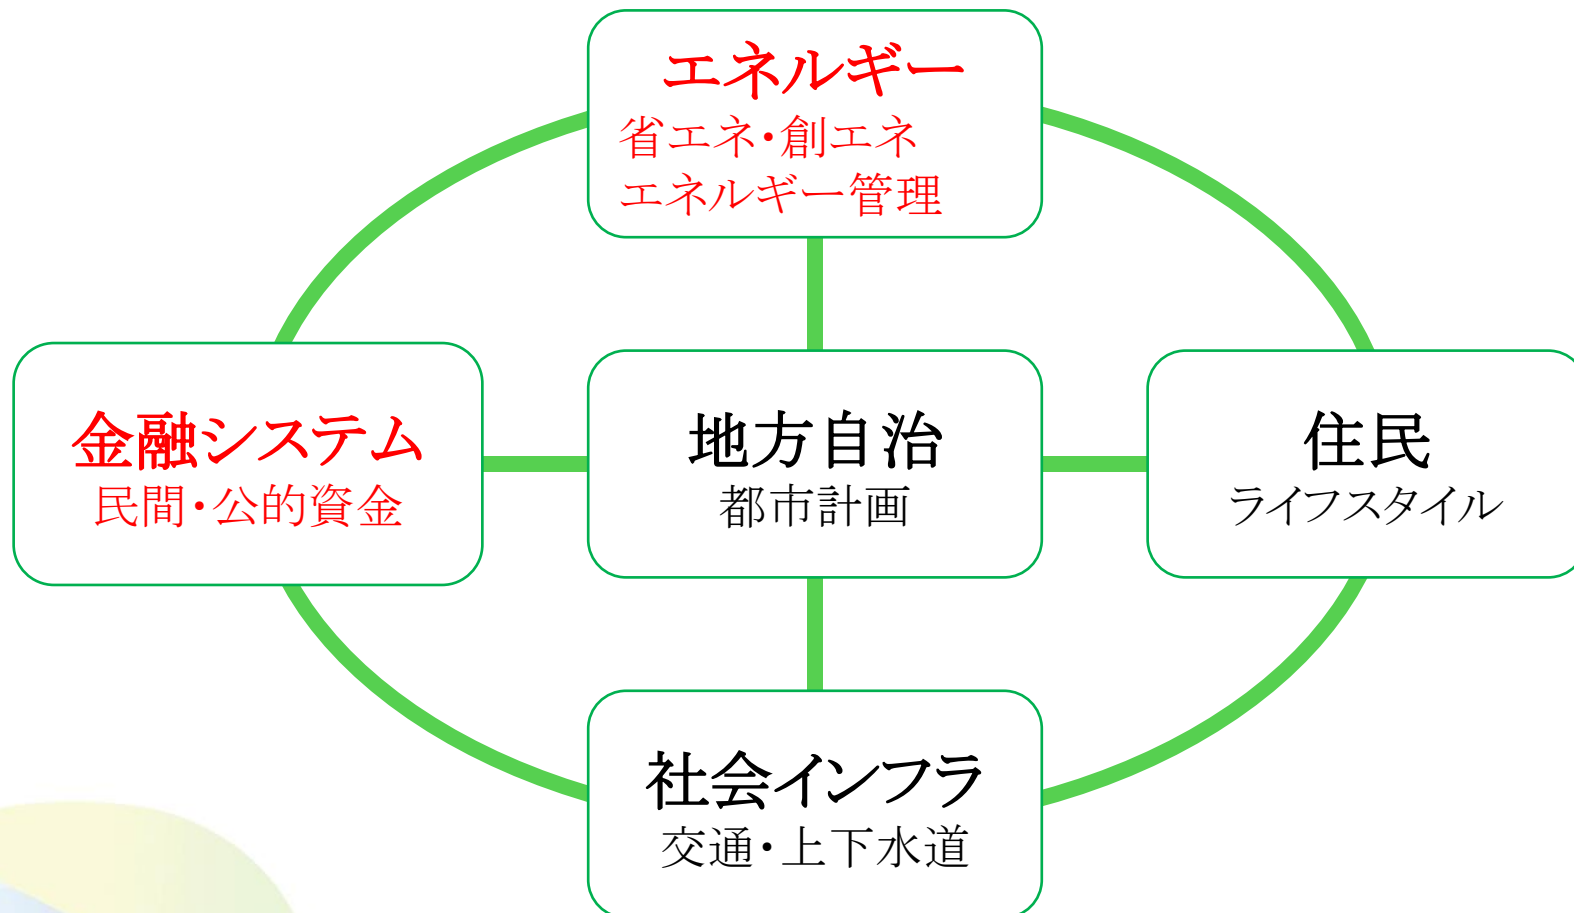 エネルギー
省エネ・創エネ
エネルギー管理
金融システム
民間・公的資金
地方自治
都市計画
住民
ライフスタイル
社会インフラ
交通・上下水道